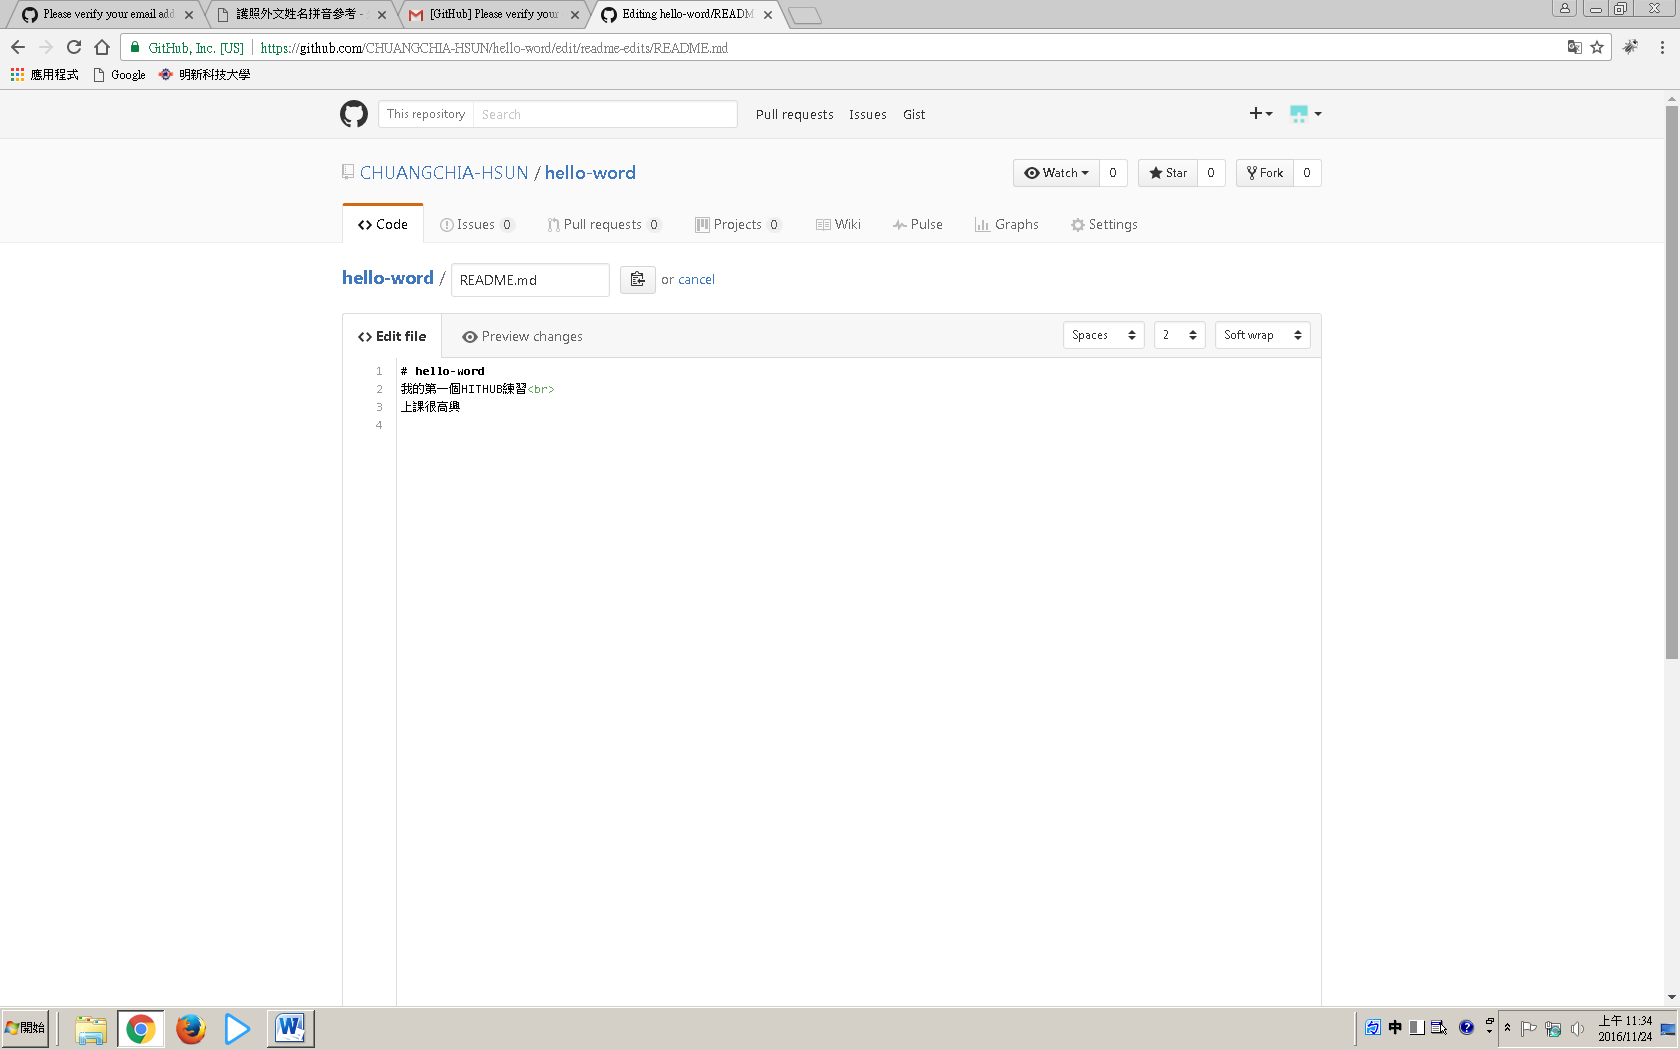 Please verify your email add
護照外文姓名拼音參考 -
[GitHub] Please verify your
Editing hello-word/READM
GitHub, Inc. [US]
https://github.com/CHUANGCHIA-HSUN/hello-word/edit/readme-edits/README.md
應用程式
Google
明新科技大學
This repository
Search
Pull requests
Issues
Gist
CHUANGCHIA-HSUN / hello-word
Watch 0
Star 0
Fork 0
Code
Issues 0
Pull requests 0
Projects 0
Wiki
Pulse
Graphs
Settings
hello-word / README.md or cancel
Edit file
Preview changes
Spaces
2
Soft wrap
1 # hello-word
2 我的第一個HITHUB練習<br>
3 上課很高興
4
開始
中
上午 11:34
2016/11/24